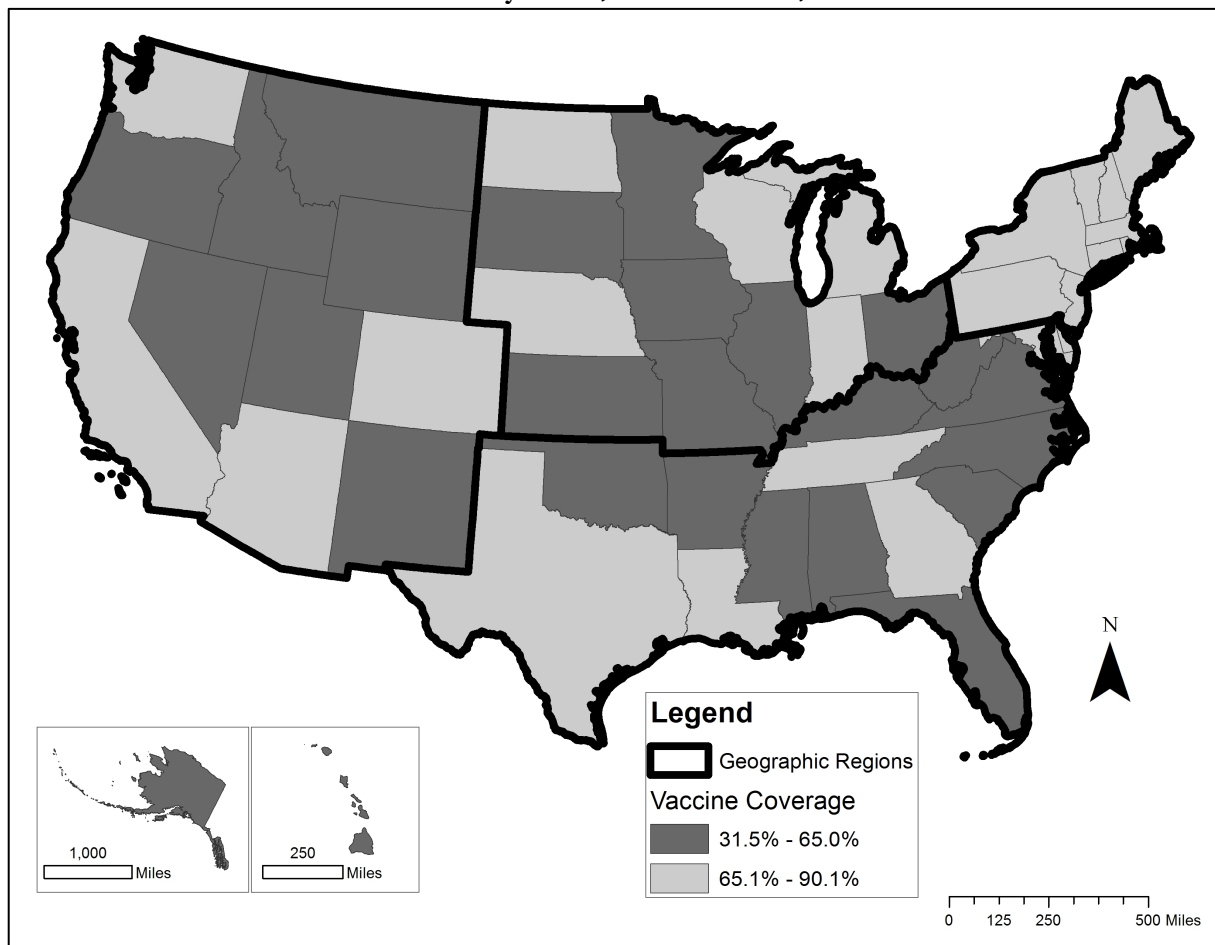 N
Legend
Geographic Regions
Vaccine Coverage
31.5% - 65.0%
65.1% - 90.1%
1,000
Miles
250
Miles
0 125 250 500 Miles